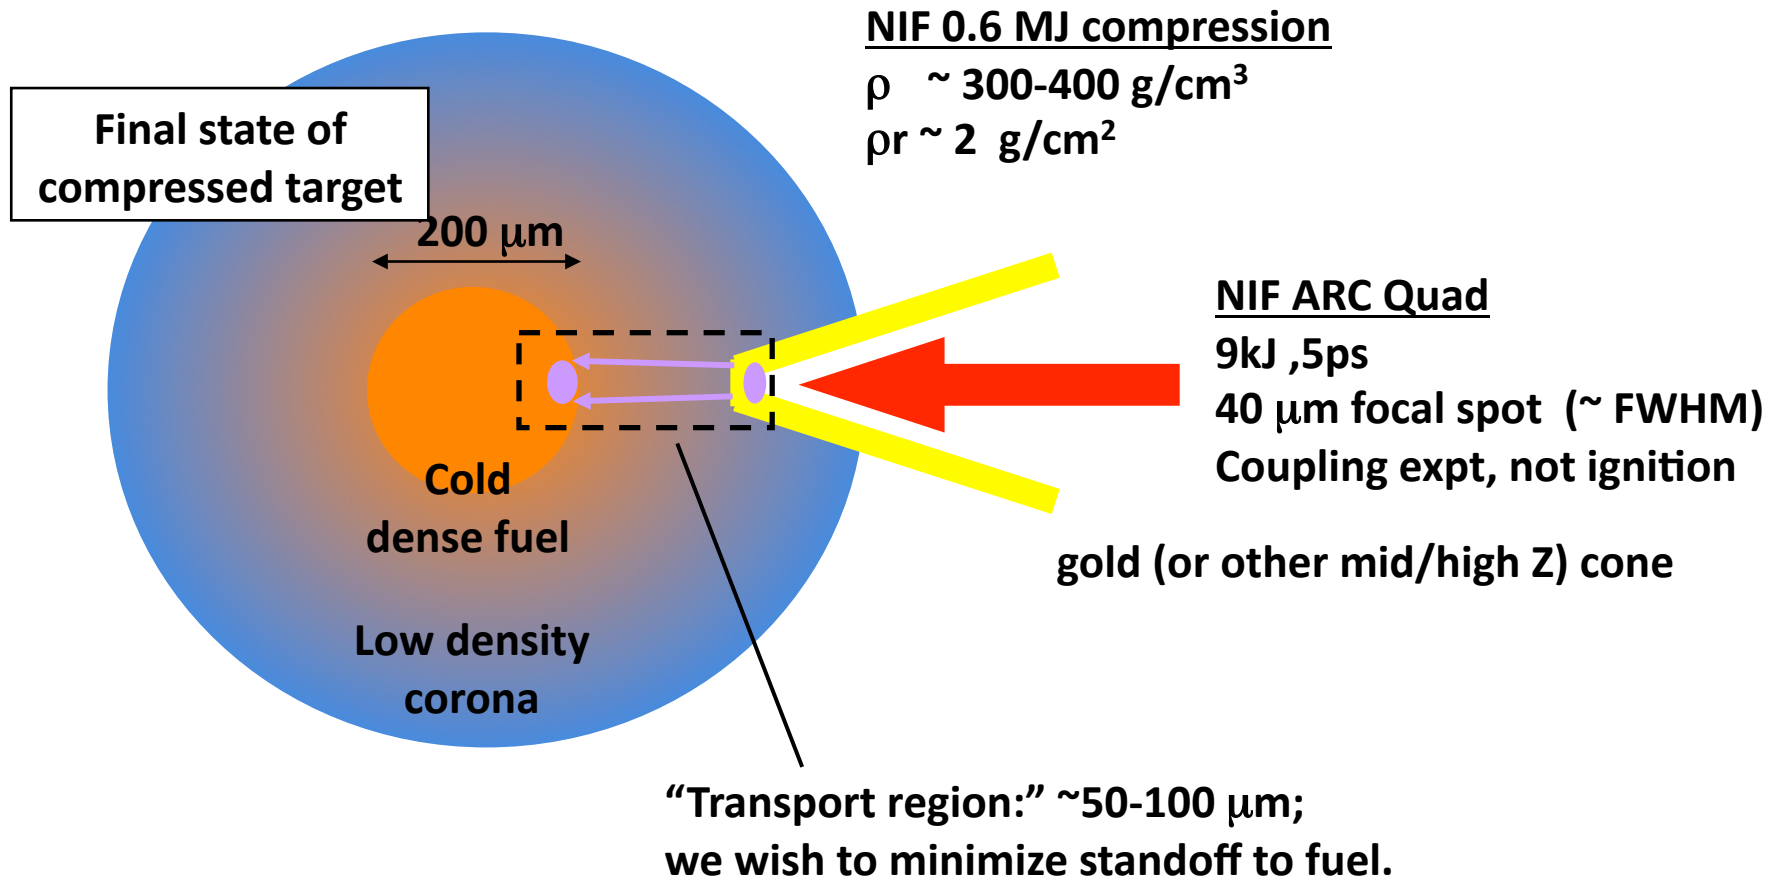 NIF 0.6 MJ compression
ρ ~ 300-400 g/cm³
ρr ~ 2 g/cm²
Final state of
compressed target
200 μm
NIF ARC Quad
9kJ ,5ps
40 μm focal spot (~ FWHM)
Coupling expt, not ignition
gold (or other mid/high Z) cone
Cold
dense fuel
Low density
corona
“Transport region:” ~50-100 μm;
we wish to minimize standoff to fuel.